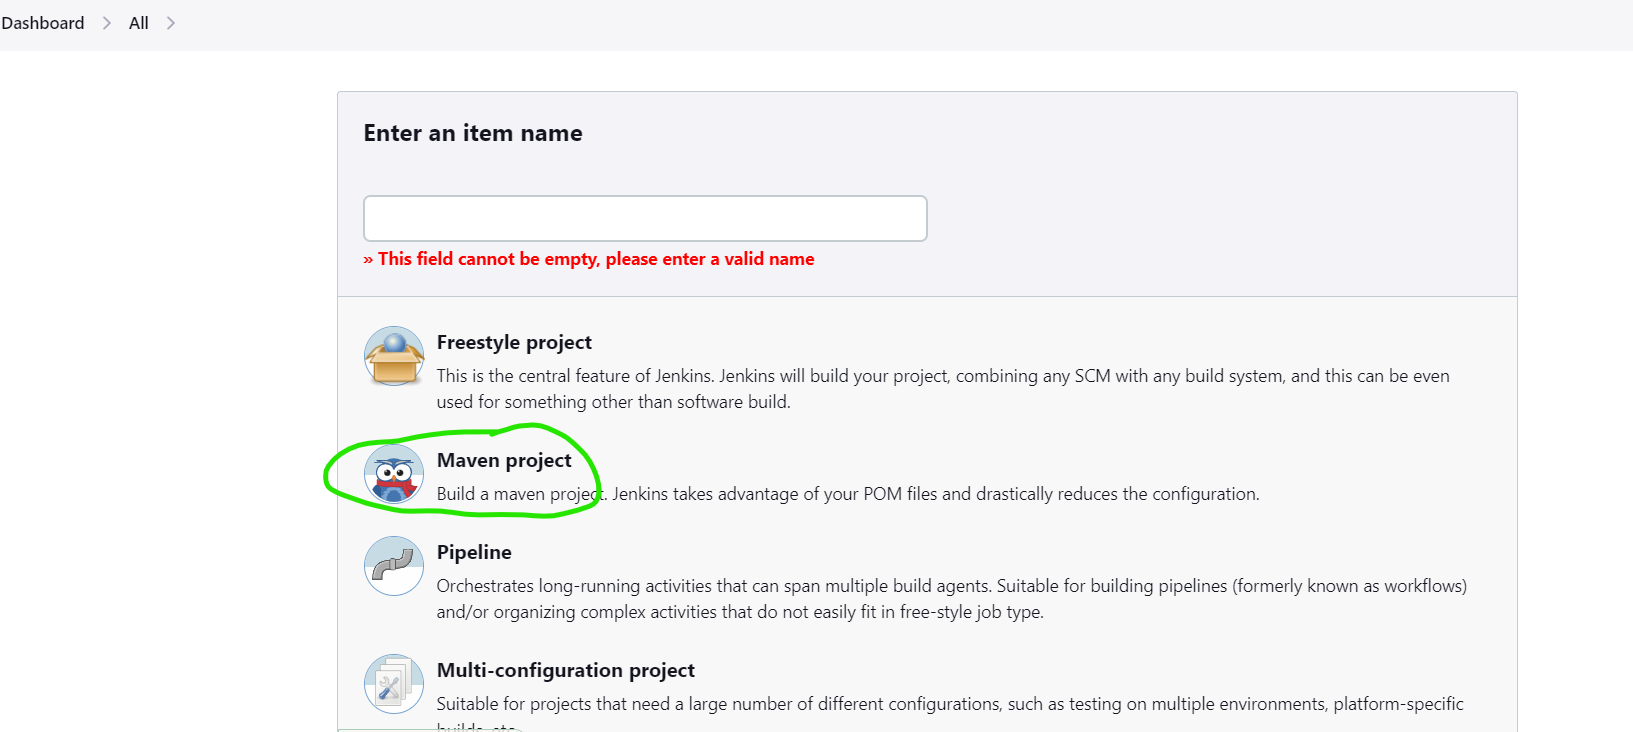 Dashboard > All >
Enter an item name
» This field cannot be empty, please enter a valid name
Freestyle project
This is the central feature of Jenkins. Jenkins will build your project, combining any SCM with any build system, and this can be even
used for something other than software build.
Maven project
Build a maven project. Jenkins takes advantage of your POM files and drastically reduces the configuration.
Pipeline
Orchestrates long-running activities that can span multiple build agents. Suitable for building pipelines (formerly known as workflows)
and/or organizing complex activities that do not easily fit in free-style job type.
Multi-configuration project
Suitable for projects that need a large number of different configurations, such as testing on multiple environments, platform-specific
builds, etc.